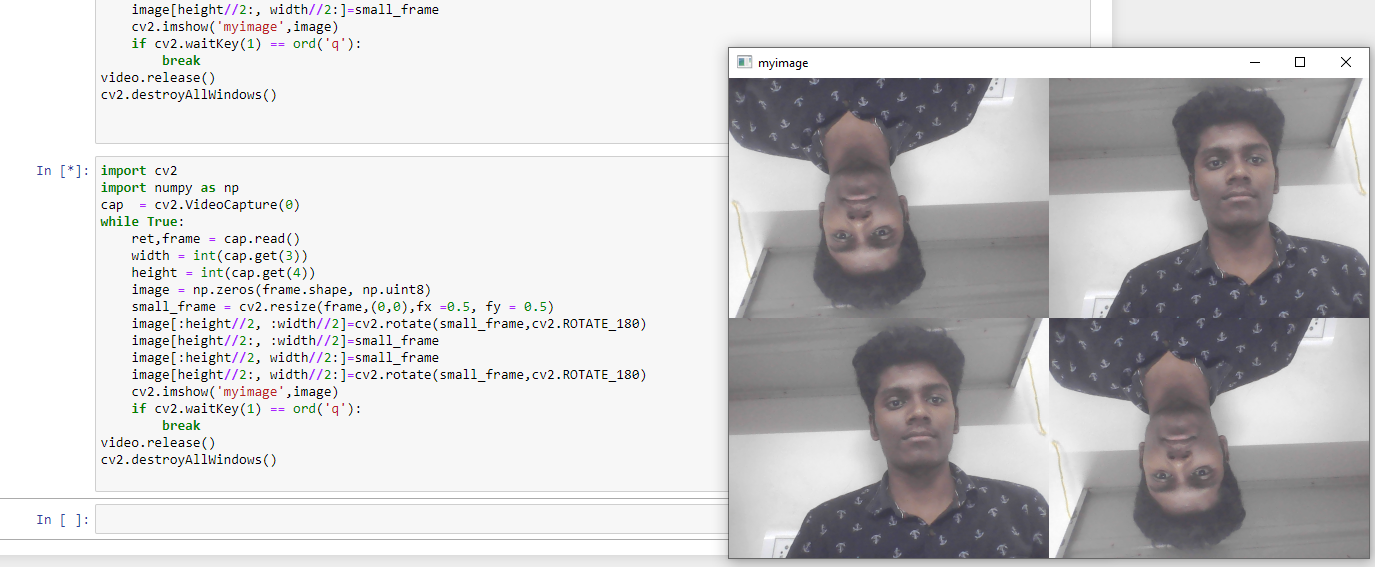 image[height//2:, width//2:]=small_frame
    cv2.imshow('myimage',image)
    if cv2.waitKey(1) == ord('q'):
        break
video.release()
cv2.destroyAllWindows()
myimage
In [*]:
import cv2
import numpy as np
cap  = cv2.VideoCapture(0)
while True:
    ret,frame = cap.read()
    width = int(cap.get(3))
    height = int(cap.get(4))
    image = np.zeros(frame.shape, np.uint8)
    small_frame = cv2.resize(frame,(0,0),fx =0.5, fy = 0.5)
    image[:height//2, :width//2]=cv2.rotate(small_frame,cv2.ROTATE_180)
    image[height//2:, :width//2]=small_frame
    image[:height//2, width//2:]=small_frame
    image[height//2:, width//2:]=cv2.rotate(small_frame,cv2.ROTATE_180)
    cv2.imshow('myimage',image)
    if cv2.waitKey(1) == ord('q'):
        break
video.release()
cv2.destroyAllWindows()
In [ ]: